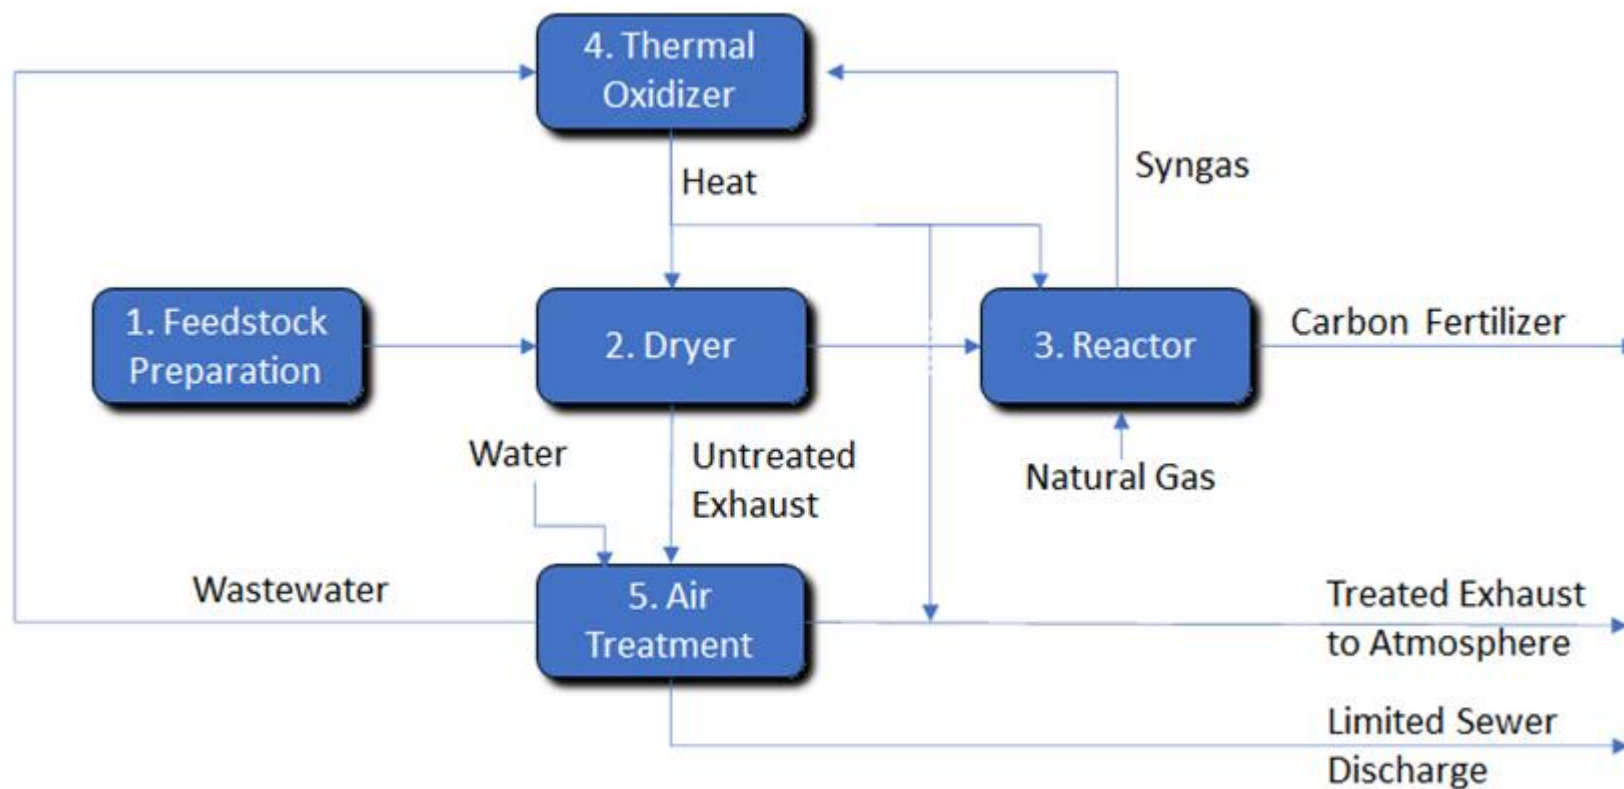 4. Thermal
Oxidizer
Heat
Syngas
1. Feedstock
Preparation
2. Dryer
3. Reactor
Carbon Fertilizer
Water
Untreated
Exhaust
Natural Gas
Wastewater
5. Air
Treatment
Treated Exhaust
to Atmosphere
Limited Sewer
Discharge